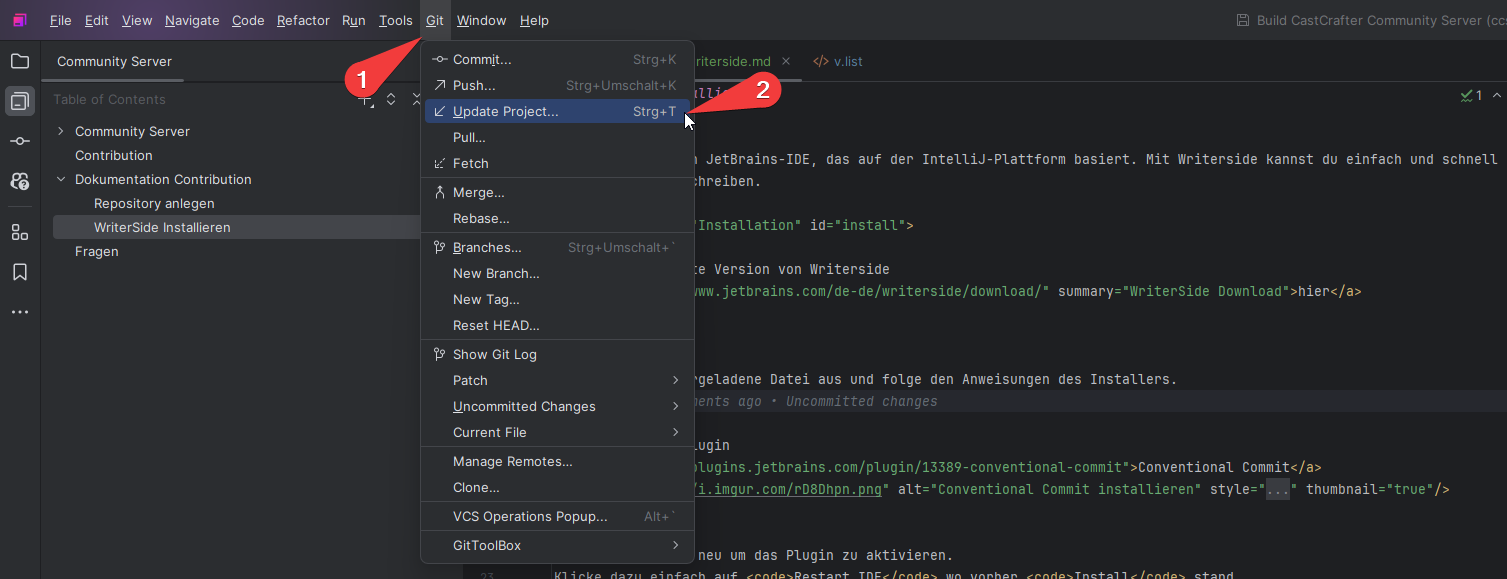 File Edit View Navigate Code Refactor Run Tools Git Window Help
Build CastCrafter Community Server (ccs
Community Server
riterside.md
v.list
1
2
Table of Contents
Community Server
Contribution
Dokumentation Contribution
Repository anlegen
WriterSide Installieren
Fragen
Commit... Strg+K
Push... Strg+Umschalt+K
Update Project... Strg+T
Pull...
Fetch
Merge...
Rebase...
Branches... Strg+Umschalt+`
New Branch...
New Tag...
Reset HEAD...
Show Git Log
Patch
Uncommitted Changes
Current File
Manage Remotes...
Clone...
VCS Operations Popup... Alt+`
GitToolBox
1
JetBrains-IDE, das auf der IntelliJ-Plattform basiert. Mit Writerside kannst du einfach und schnell
hreiben.
"Installation" id="install">
te Version von Writerside
ww.jetbrains.com/de-de/writerside/download/" summary="WriterSide Download">hier</a>
rgeladene Datei aus und folge den Anweisungen des Installers.
ments ago • Uncommitted changes
lugin
plugins.jetbrains.com/plugin/13389-conventional-commit">Conventional Commit</a>
/i.imgur.com/rD8Dhpn.png" alt="Conventional Commit installieren" style="..." thumbnail="true"/>
neu um das Plugin zu aktivieren.
23 Klicke dazu einfach auf <code>Restart IDE</code> wo vorher <code>Install</code> stand